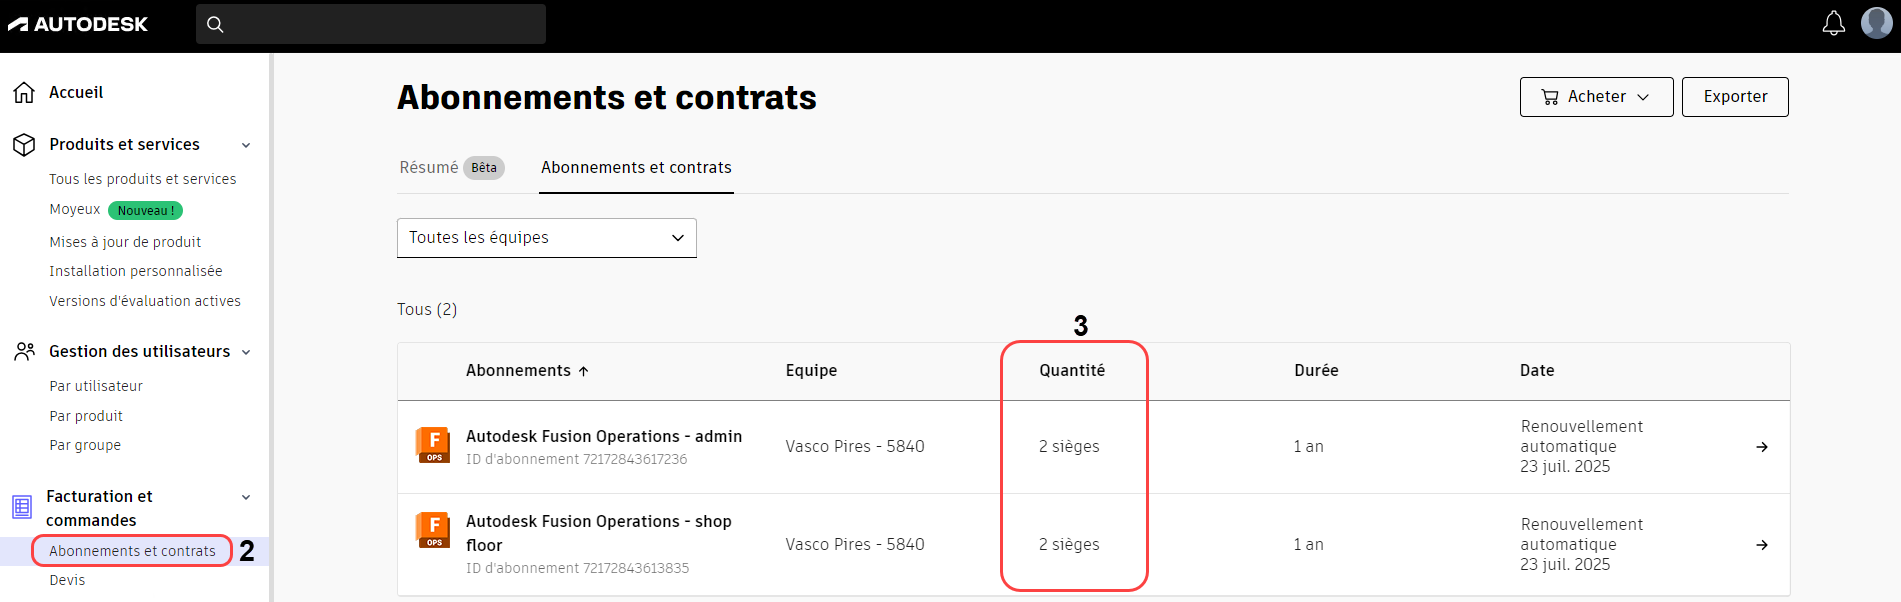 AUTODESK
Accueil
Produits et services
Tous les produits et services
Moyeux Nouveau !
Mises à jour de produit
Installation personnalisée
Versions d'évaluation actives
Gestion des utilisateurs
Par utilisateur
Par produit
Par groupe
Facturation et
commandes
Abonnements et contrats 2
Devis
Abonnements et contrats
Acheter
Exporter
Résumé Bêta
Abonnements et contrats
Toutes les équipes
Tous (2)
3
Abonnements Equipe Quantité Durée Date
Autodesk Fusion Operations - admin
ID d'abonnement 72172843617236
Vasco Pires - 5840
2 sièges
1 an
Renouvellement
automatique
23 juil. 2025
F
OPS
Autodesk Fusion Operations - shop
floor
ID d'abonnement 72172843613835
Vasco Pires - 5840
2 sièges
1 an
Renouvellement
automatique
23 juil. 2025
F
OPS